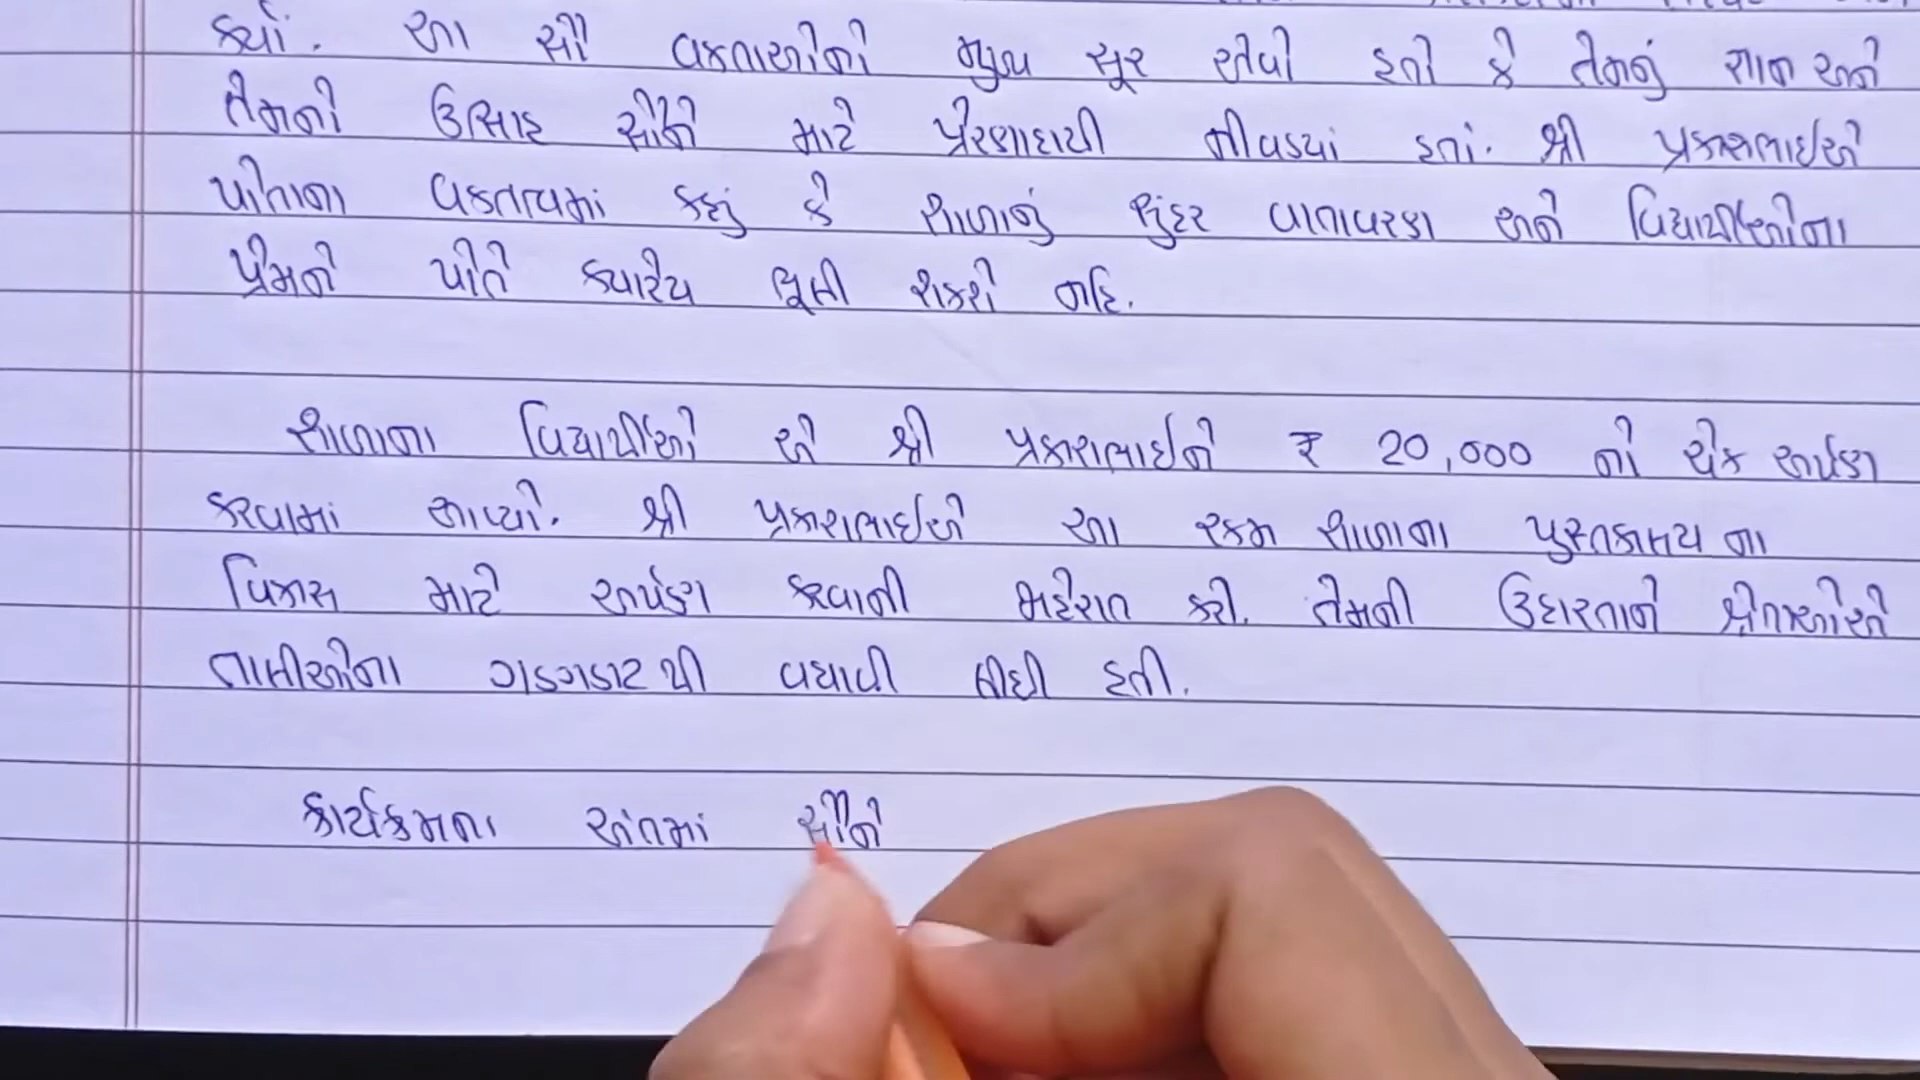 કર્યાં. આ સૌ વક્તાઓનો મુખ્ય સૂર એવો હતો કે તેમનું જ્ઞાન અને
તેમનો ઉત્સાહ સૌને માટે પ્રેરણાદાયી નીવડ્યાં હતાં. શ્રી પ્રકાશભાઈએ
પોતાના વક્તવ્યમાં કહ્યું કે શાળાનું સુંદર વાતાવરણ અને વિદ્યાર્થીઓના
પ્રેમને પોતે ક્યારેય ભૂલી શકશે નહિ.
શાળાના વિદ્યાર્થીઓ એ શ્રી પ્રકાશભાઈને ₹ 20,000 નો ચેક અર્પણ
કરવામાં આવ્યો. શ્રી પ્રકાશભાઈએ આ રકમ શાળાના પુસ્તકાલય ના
વિકાસ માટે અર્પણ કરવાની જાહેરાત કરી. તેમની ઉદારતાને શ્રોતાઓએ
તાળીઓના ગડગડાટ થી વધાવી લીધી હતી.
કાર્યક્રમના અંતમાં સૌને